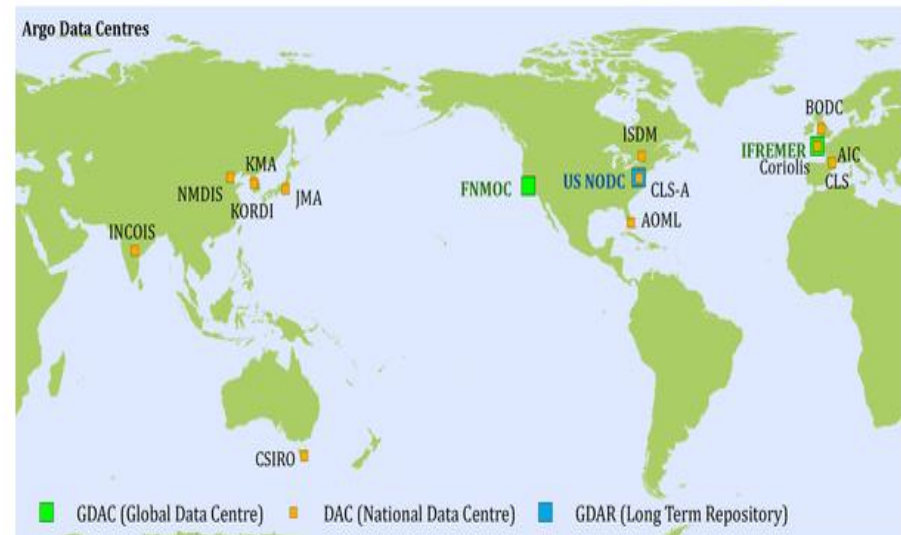 Argo Data Centres
BODC
ISDM
IFREMER
AIC
Coriolis
CLS
KMA
NMDIS
JMA
KORDI
FNMOC
US NODC
CLS-A
AOML
INCOIS
CSIRO
GDAC (Global Data Centre)
DAC (National Data Centre)
GDAR (Long Term Repository)